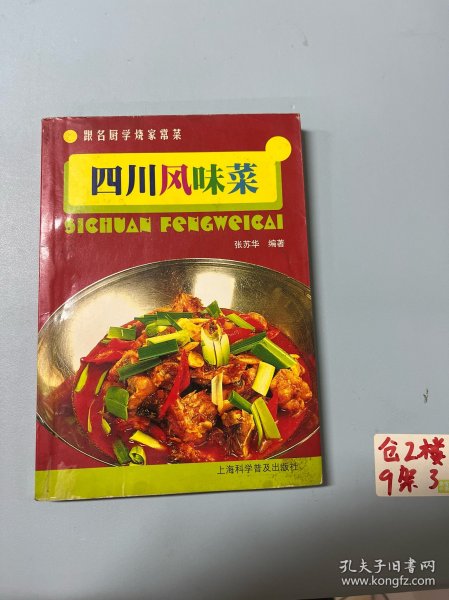 跟名厨学烧家常菜
四川风味菜
SICHUAN FENGWEICAI
张苏华 编著
上海科学普及出版社
仓2楼
9架3
孔夫子旧书网
www.kongfz.com